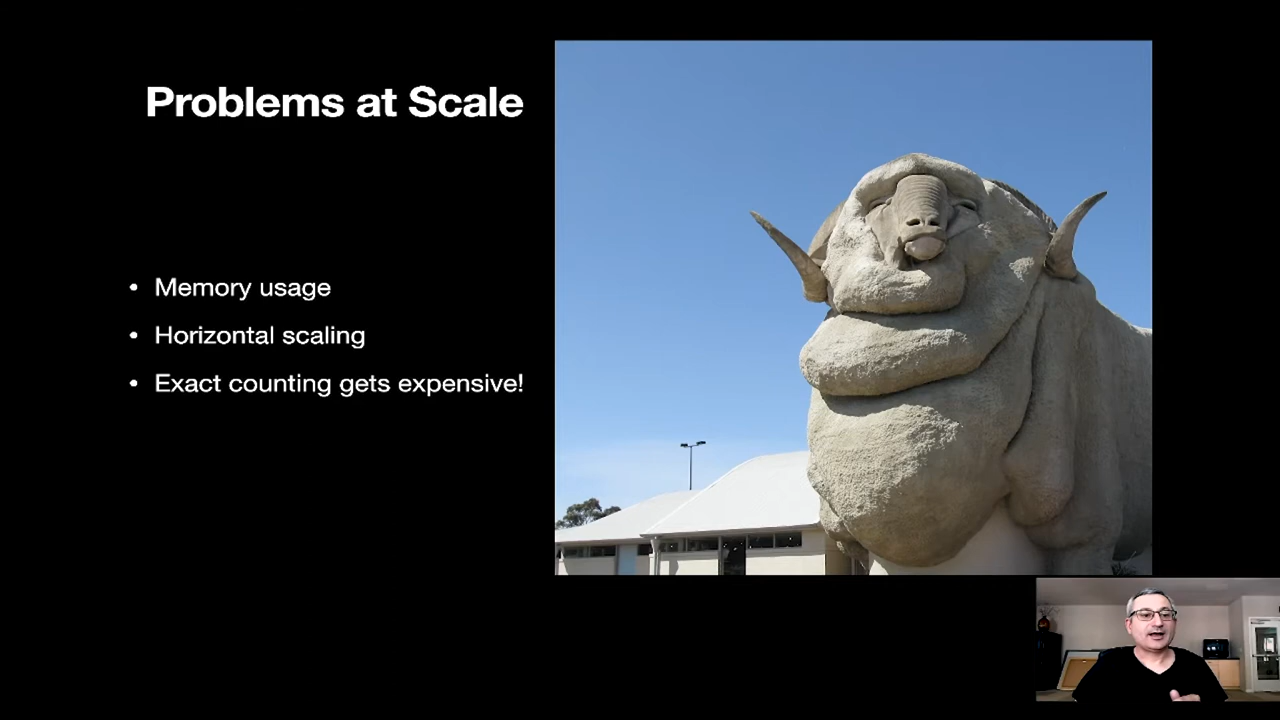 Problems at Scale
• Memory usage
• Horizontal scaling
• Exact counting gets expensive!